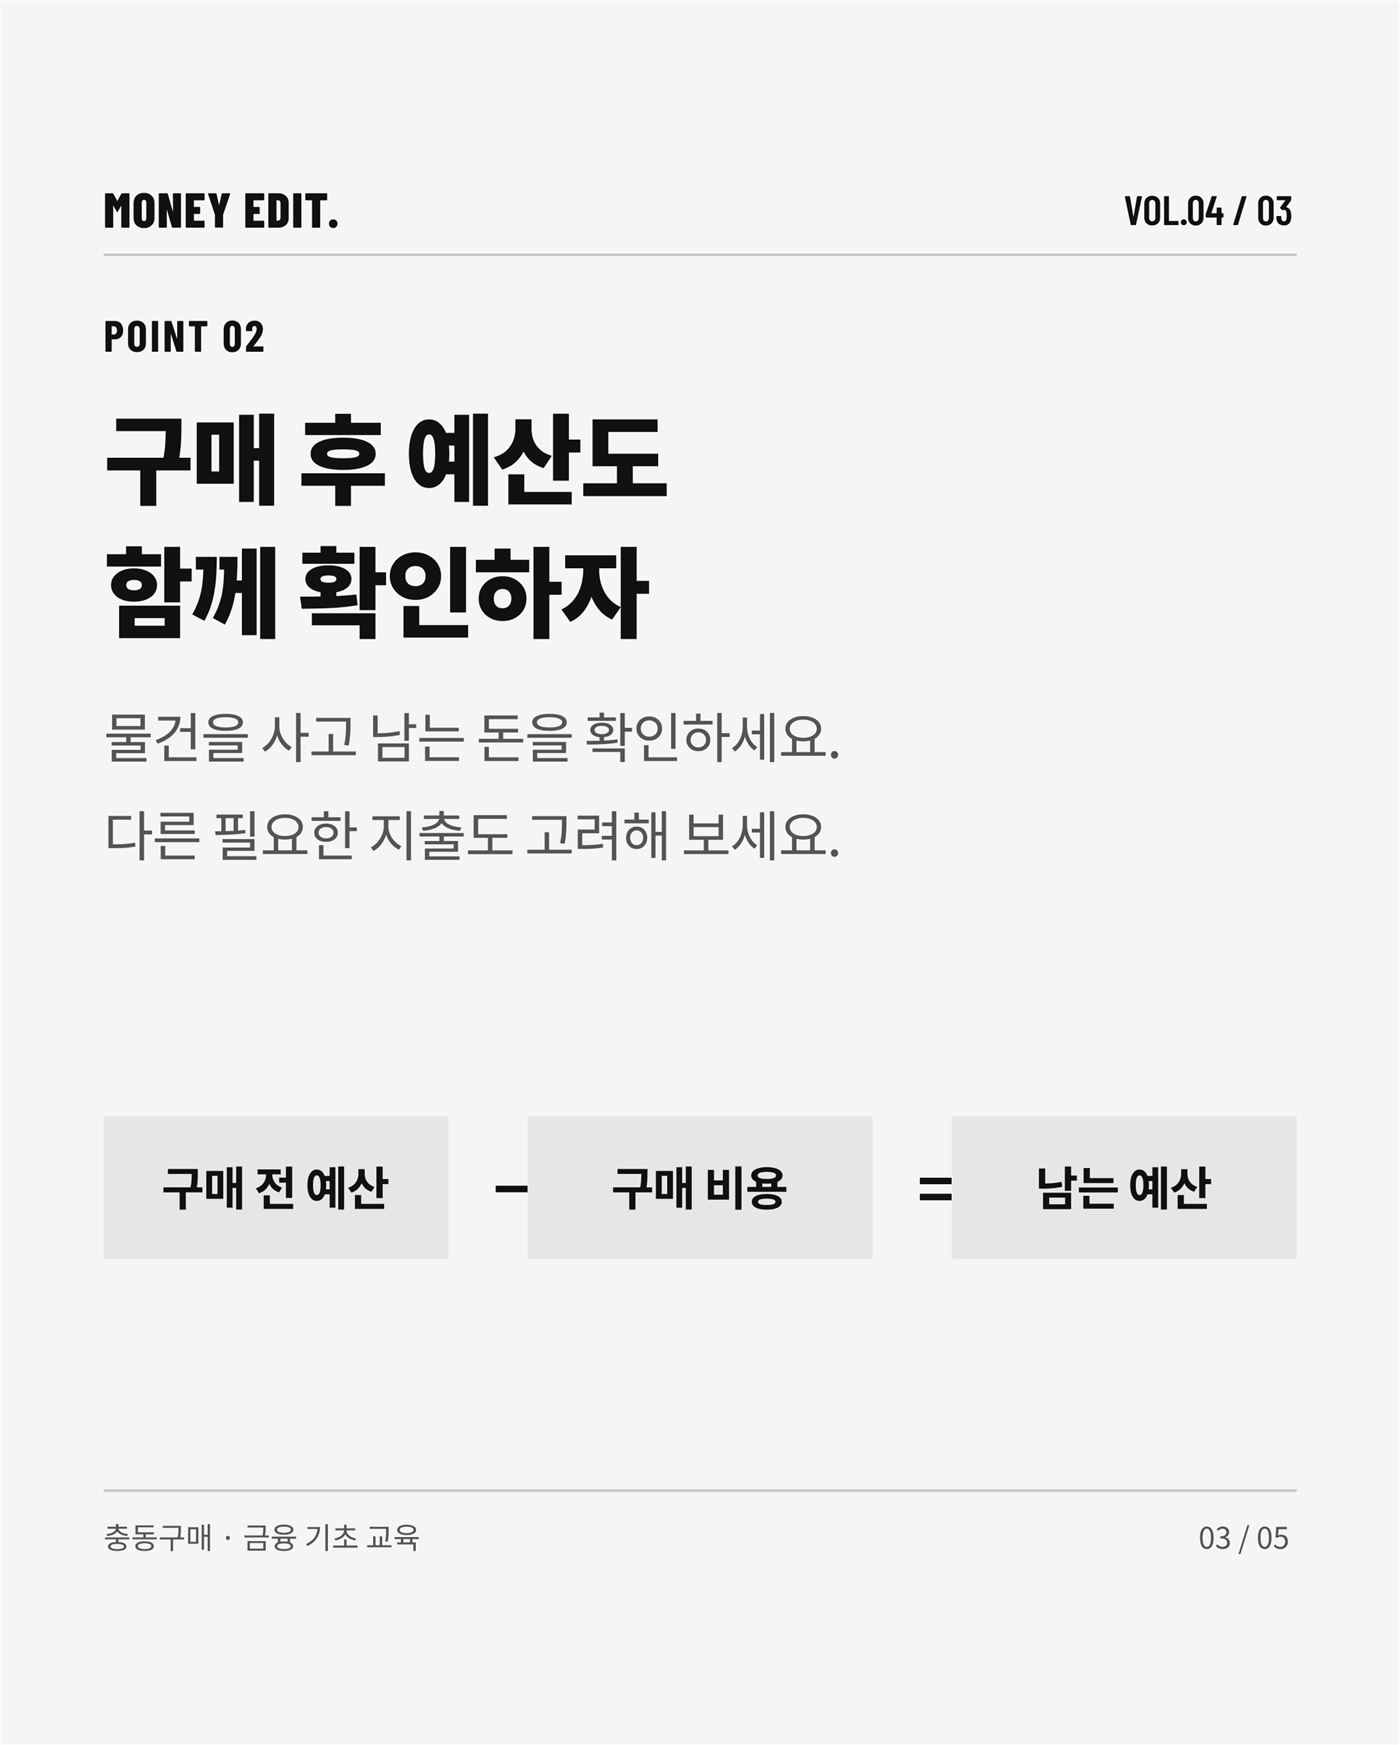 MONEY EDIT.
VOL.04 / 03
POINT 02
구매 후 예산도
함께 확인하자
물건을 사고 남는 돈을 확인하세요.
다른 필요한 지출도 고려해 보세요.
구매 전 예산 − 구매 비용 = 남는 예산
충동구매 · 금융 기초 교육
03 / 05